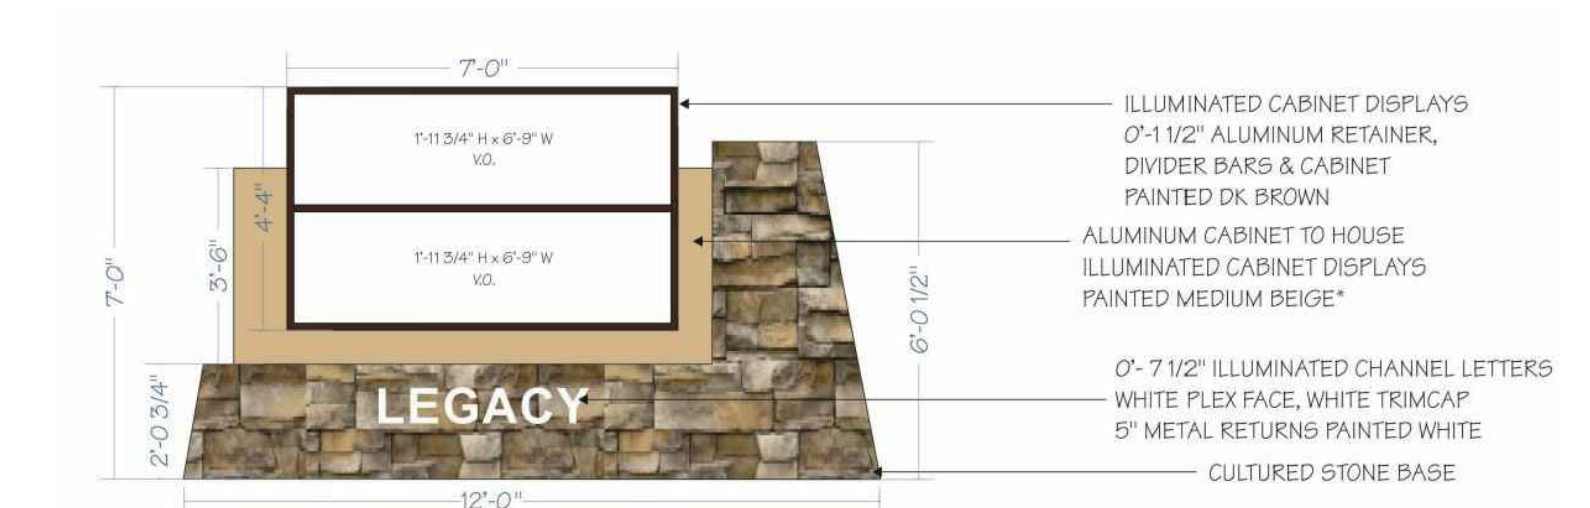 7'-0"
ILLUMINATED CABINET DISPLAYS
0'-1 1/2" ALUMINUM RETAINER,
DIVIDER BARS & CABINET
PAINTED DK BROWN
1'-11 3/4" H x 6'-9" W
V.O.
4'-4"
3'-6"
7'-0"
ALUMINUM CABINET TO HOUSE
ILLUMINATED CABINET DISPLAYS
PAINTED MEDIUM BEIGE*
1'-11 3/4" H x 6'-9" W
V.O.
6'-0 1/2"
0'- 7 1/2" ILLUMINATED CHANNEL LETTERS
WHITE PLEX FACE, WHITE TRIMCAP
5" METAL RETURNS PAINTED WHITE
LEGACY
2'-0 3/4"
CULTURED STONE BASE
12'-0"